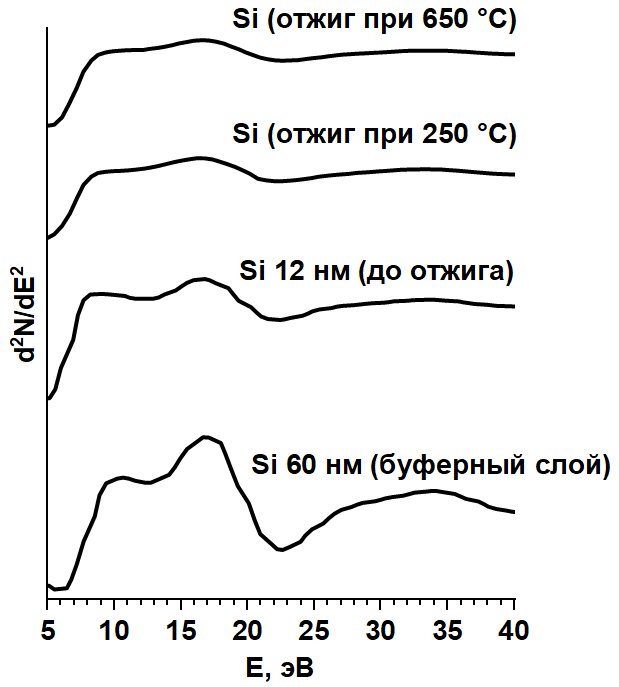 Si (отжиг при 650 °C)
Si (отжиг при 250 °C)
Si 12 нм (до отжига)
d²N/dE²
Si 60 нм (буферный слой)
5 10 15 20 25 30 35 40
E, эВ